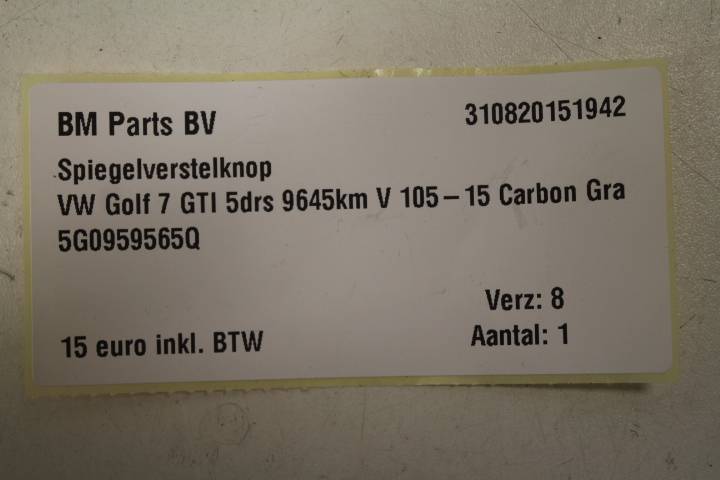 BM Parts BV 310820151942
Spiegelverstelknop
VW Golf 7 GTI 5drs 9645km V 105-15 Carbon Gra
5G0959565Q
Verz: 8
15 euro inkl. BTW Aantal: 1